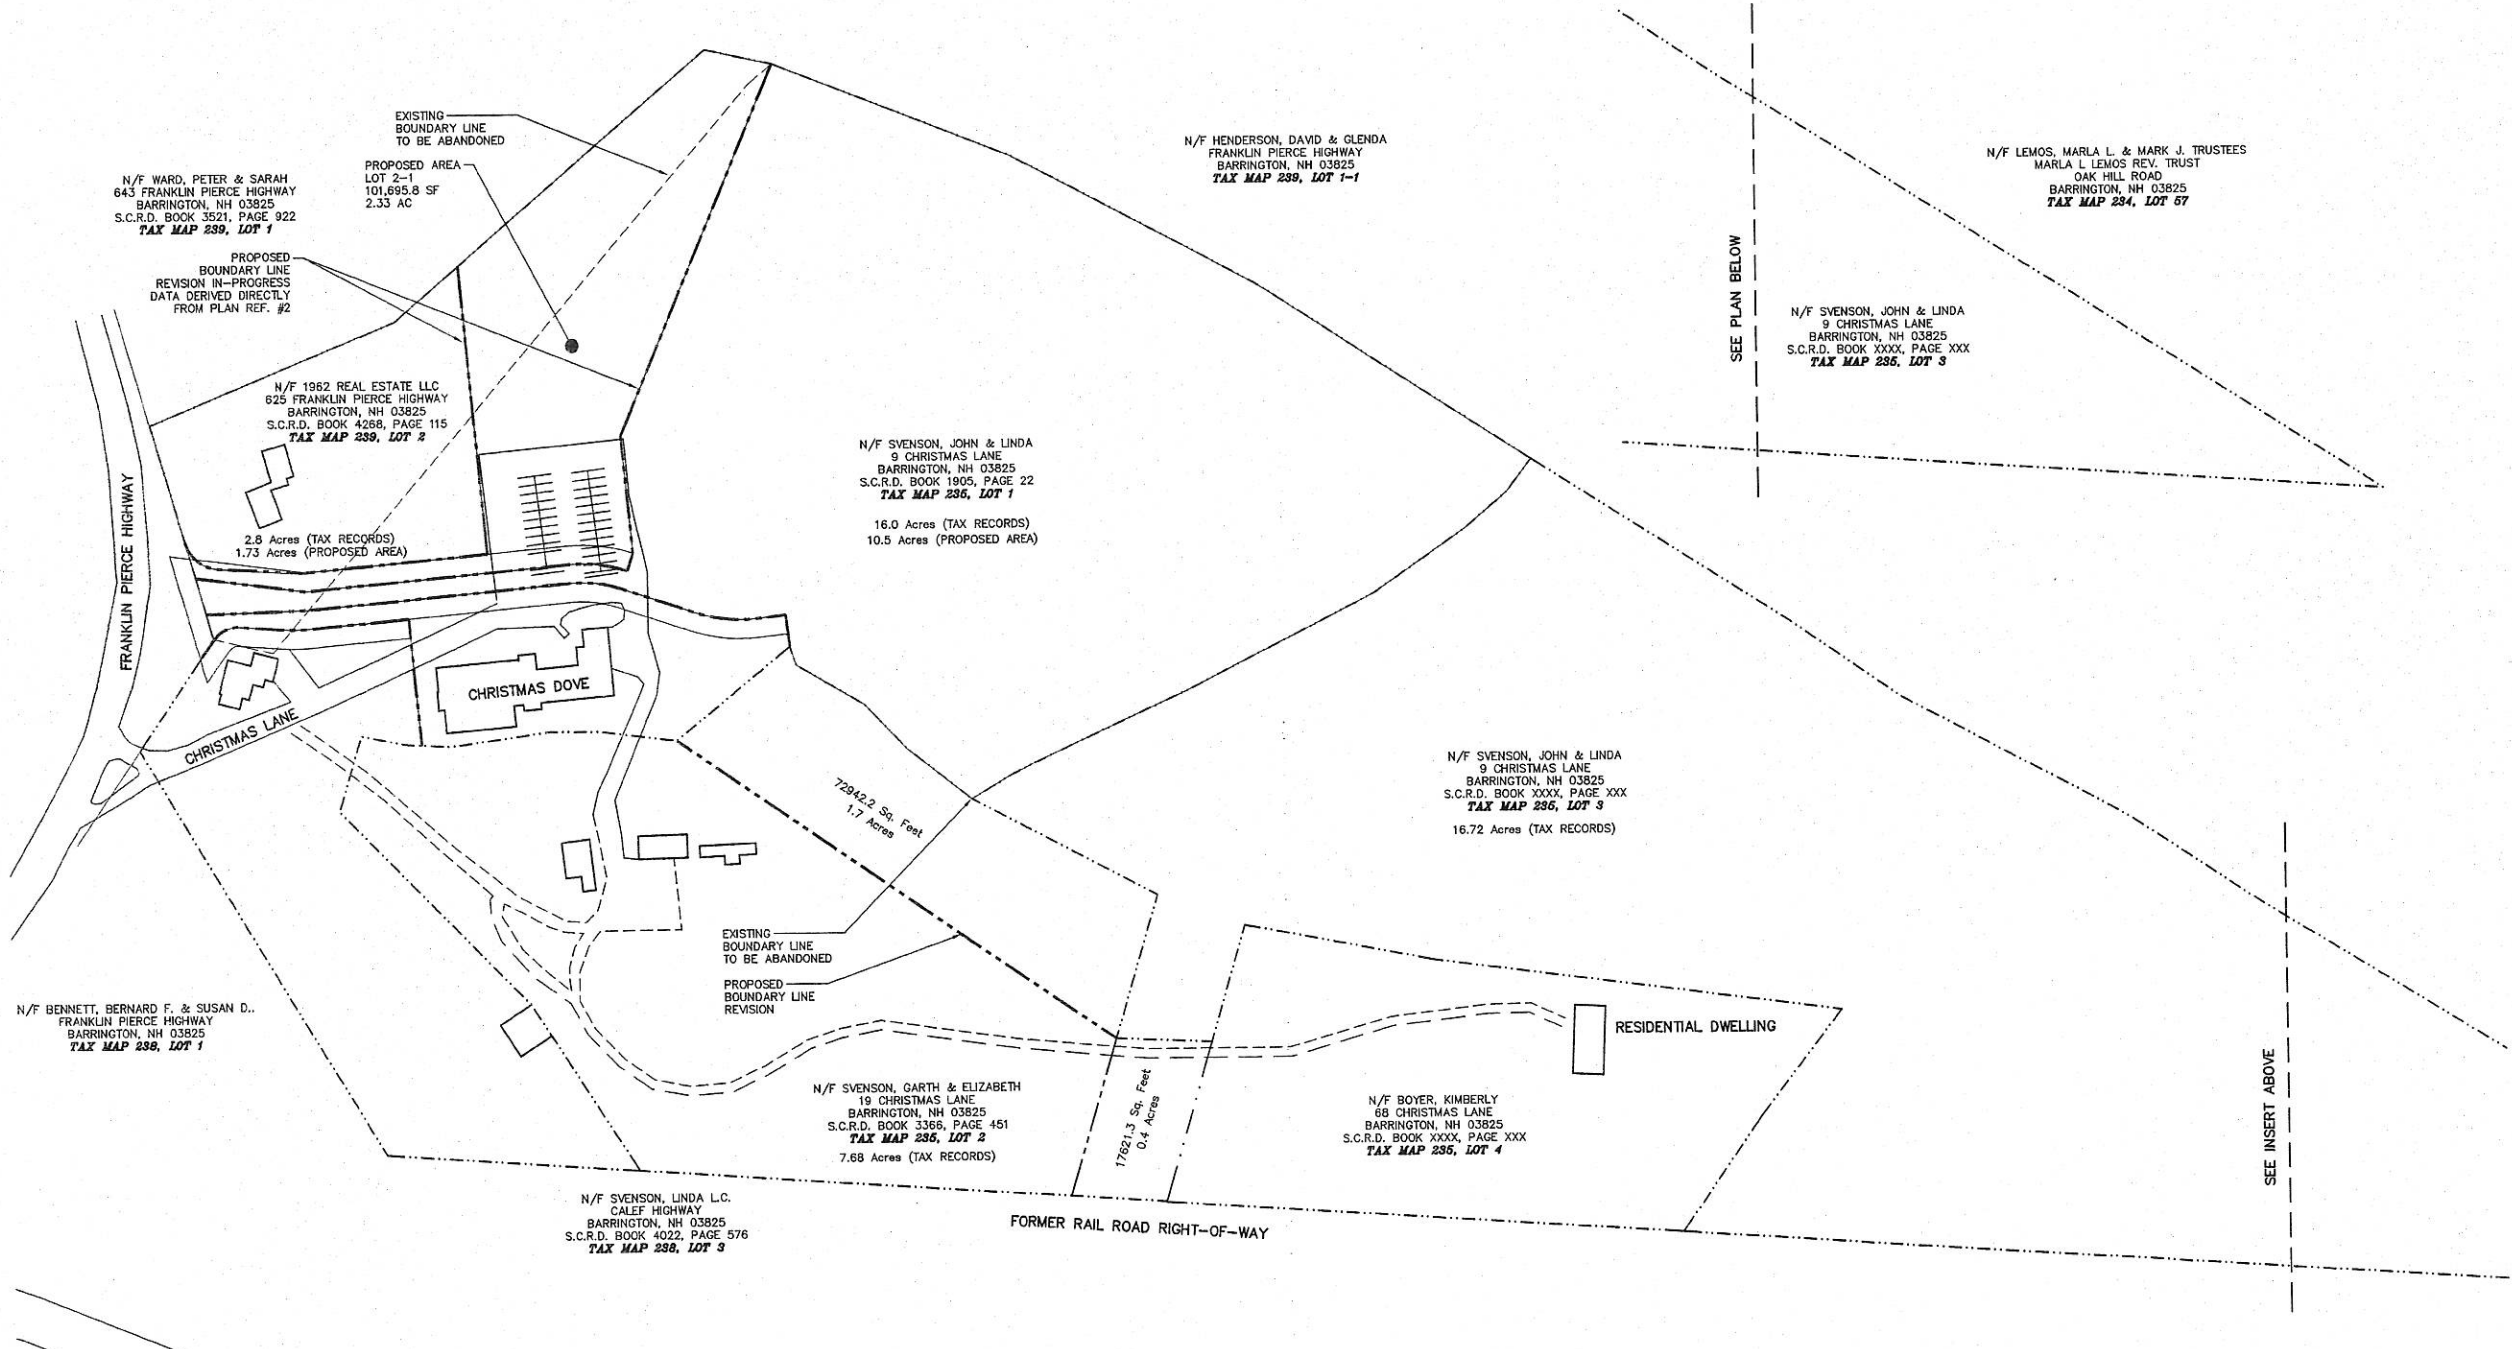 EXISTING
BOUNDARY LINE
TO BE ABANDONED
PROPOSED AREA
LOT 2-1
101,695.8 SF
2.33 AC
N/F WARD, PETER & SARAH
643 FRANKLIN PIERCE HIGHWAY
BARRINGTON, NH 03825
S.C.R.D. BOOK 3521, PAGE 922
TAX MAP 239, LOT 1
PROPOSED
BOUNDARY LINE
REVISION IN-PROGRESS
DATA DERIVED DIRECTLY
FROM PLAN REF. #2
N/F HENDERSON, DAVID & GLENDA
FRANKLIN PIERCE HIGHWAY
BARRINGTON, NH 03825
TAX MAP 239, LOT 1-1
N/F LEMOS, MARLA L. & MARK J. TRUSTEES
MARLA L LEMOS REV. TRUST
OAK HILL ROAD
BARRINGTON, NH 03825
TAX MAP 234, LOT 57
SEE PLAN BELOW
N/F SVENSON, JOHN & LINDA
9 CHRISTMAS LANE
BARRINGTON, NH 03825
S.C.R.D. BOOK XXXX, PAGE XXX
TAX MAP 235, LOT 3
N/F 1962 REAL ESTATE LLC
625 FRANKLIN PIERCE HIGHWAY
BARRINGTON, NH 03825
S.C.R.D. BOOK 4268, PAGE 115
TAX MAP 239, LOT 2
2.8 Acres (TAX RECORDS)
1.73 Acres (PROPOSED AREA)
N/F SVENSON, JOHN & LINDA
9 CHRISTMAS LANE
BARRINGTON, NH 03825
S.C.R.D. BOOK 1905, PAGE 22
TAX MAP 235, LOT 1
16.0 Acres (TAX RECORDS)
10.5 Acres (PROPOSED AREA)
FRANKLIN PIERCE HIGHWAY
CHRISTMAS DOVE
CHRISTMAS LANE
72942.2 Sq. Feet
1.7 Acres
N/F SVENSON, JOHN & LINDA
9 CHRISTMAS LANE
BARRINGTON, NH 03825
S.C.R.D. BOOK XXXX, PAGE XXX
TAX MAP 235, LOT 3
16.72 Acres (TAX RECORDS)
EXISTING
BOUNDARY LINE
TO BE ABANDONED
PROPOSED
BOUNDARY LINE
REVISION
N/F BENNETT, BERNARD F. & SUSAN D..
FRANKLIN PIERCE HIGHWAY
BARRINGTON, NH 03825
TAX MAP 238, LOT 1
RESIDENTIAL DWELLING
N/F SVENSON, GARTH & ELIZABETH
19 CHRISTMAS LANE
BARRINGTON, NH 03825
S.C.R.D. BOOK 3366, PAGE 451
TAX MAP 235, LOT 2
7.68 Acres (TAX RECORDS)
17621.3 Sq. Feet
0.4 Acres
N/F BOYER, KIMBERLY
68 CHRISTMAS LANE
BARRINGTON, NH 03825
S.C.R.D. BOOK XXXX, PAGE XXX
TAX MAP 235, LOT 4
SEE INSERT ABOVE
N/F SVENSON, LINDA L.C.
CALEF HIGHWAY
BARRINGTON, NH 03825
S.C.R.D. BOOK 4022, PAGE 576
TAX MAP 238, LOT 3
FORMER RAIL ROAD RIGHT-OF-WAY